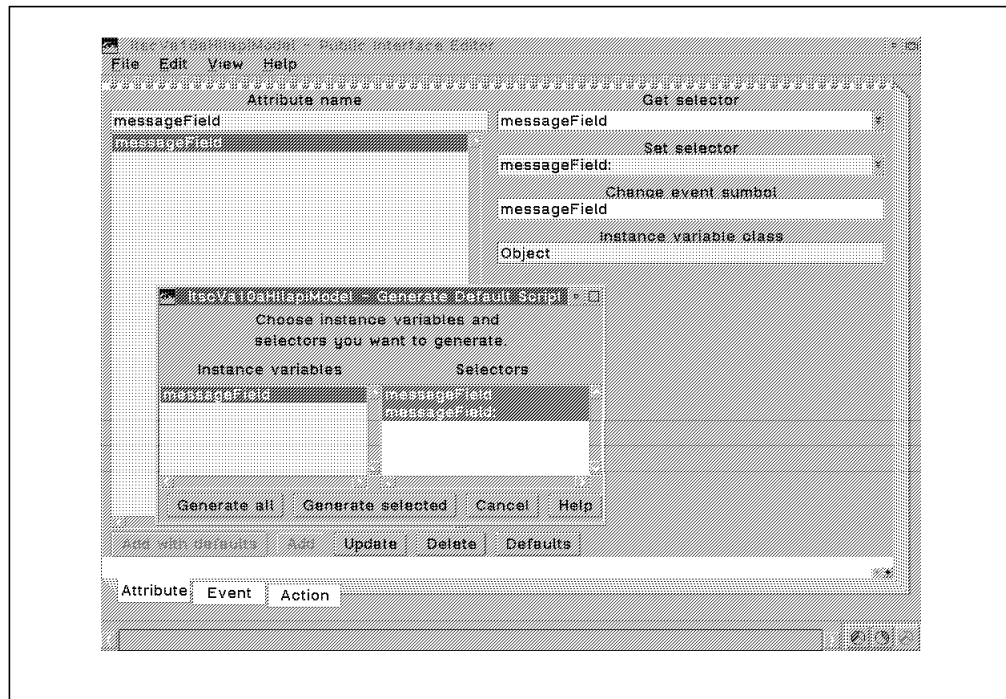 ItscVa10aHllapiModel - Public Interface Editor
File Edit View Help
Attribute name
messageField
messageField
Get selector
messageField
Set selector
messageField:
Change event symbol
messageField
Instance variable class
Object
ItscVa10aHllapiModel - Generate Default Script
Choose instance variables and
selectors you want to generate.
Instance variables
messageField
Selectors
messageField
messageField:
Generate all Generate selected Cancel Help
Add with defaults Add Update Delete Defaults
Attribute Event Action